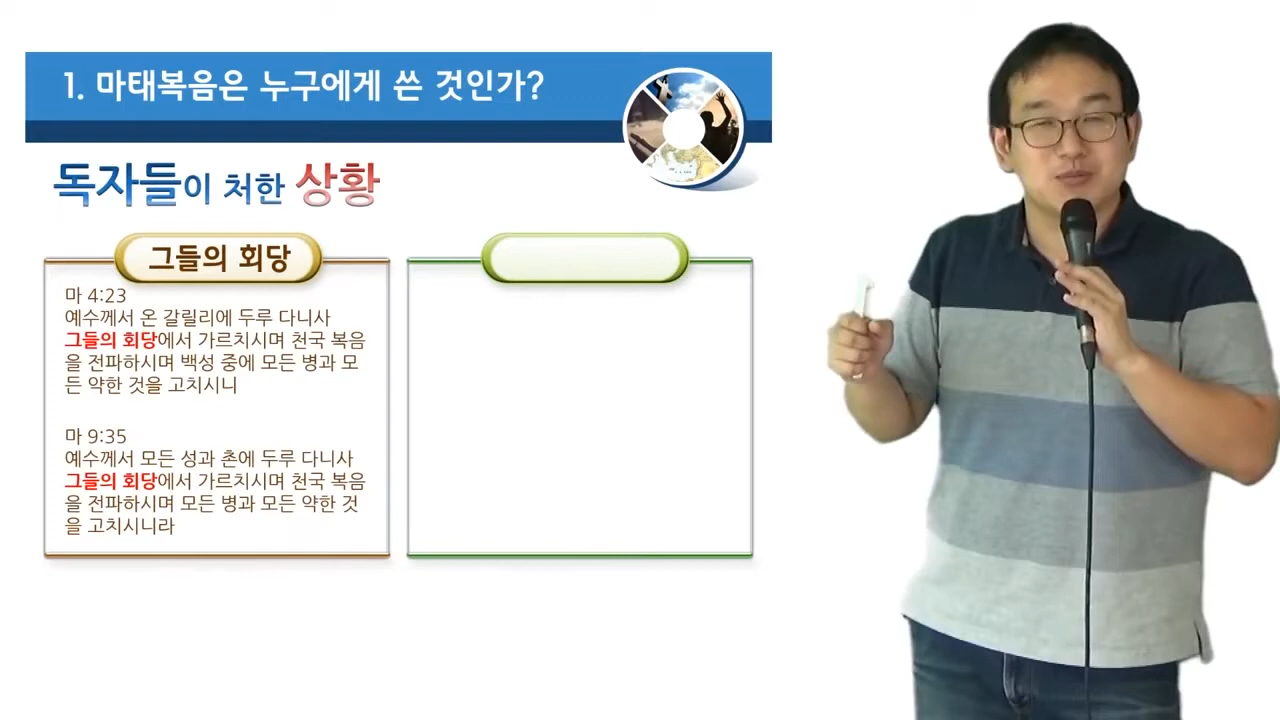 1. 마태복음은 누구에게 쓴 것인가?
독자들이 처한 상황
그들의 회당
마 4:23
예수께서 온 갈릴리에 두루 다니사
그들의 회당에서 가르치시며 천국 복음
을 전파하시며 백성 중에 모든 병과 모
든 약한 것을 고치시니
마 9:35
예수께서 모든 성과 촌에 두루 다니사
그들의 회당에서 가르치시며 천국 복음
을 전파하시며 모든 병과 모든 약한 것
을 고치시니라